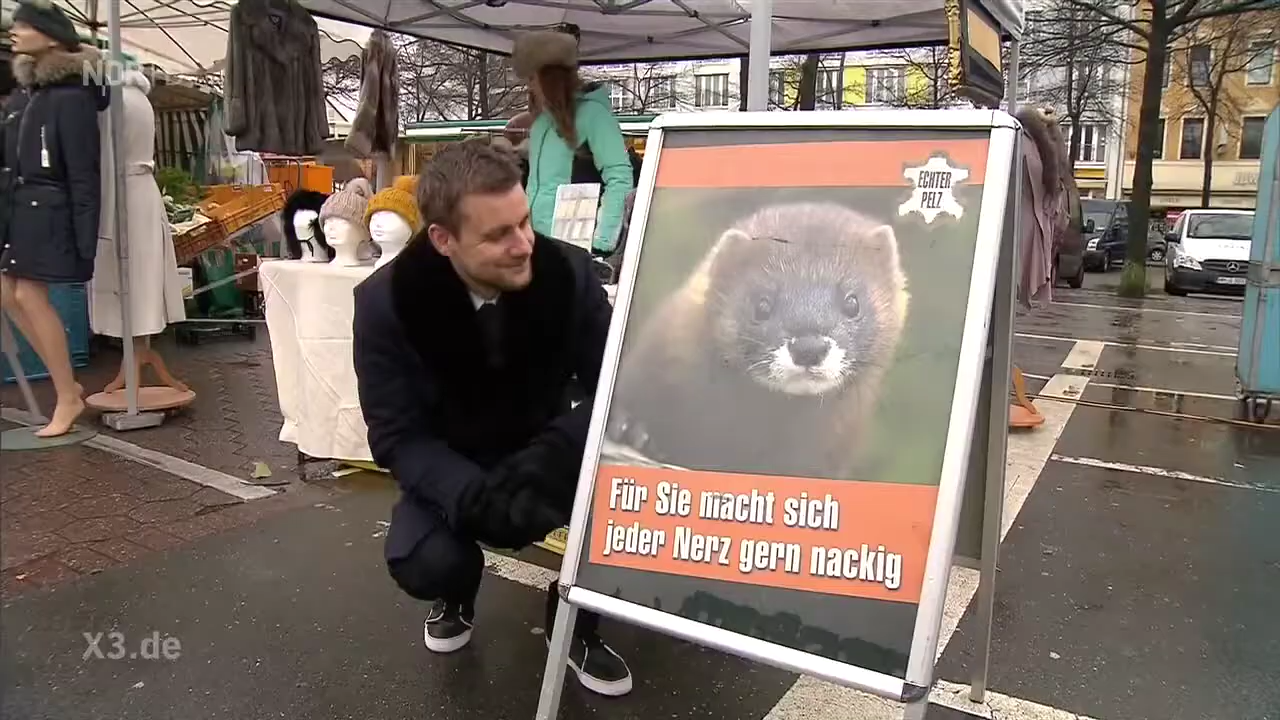 NDR
ECHTER
PELZ
Für Sie macht sich
jeder Nerz gern nackig
X3.de